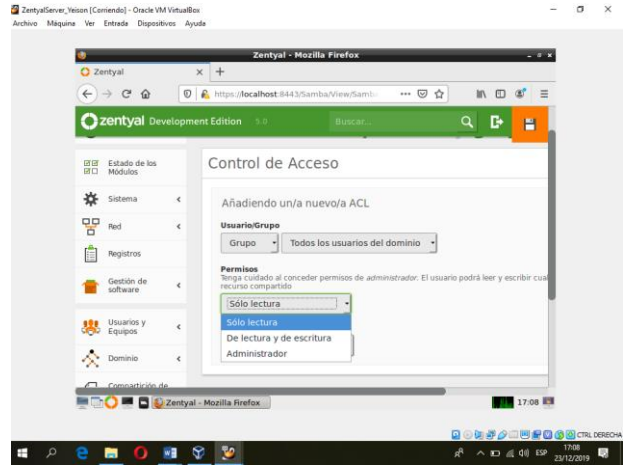 ZentyalServer_Yeison [Corriendo] - Oracle VM VirtualBox
Archivo Máquina Ver Entrada Dispositivos Ayuda
Zentyal - Mozilla Firefox
Zentyal
https://localhost:8443/Samba/View/Samb
zentyal Development Edition 5.0
Buscar...
Estado de los
Módulos
Sistema
Red
Registros
Gestión de
software
Usuarios y
Equipos
Dominio
Compartición de
Control de Acceso
Añadiendo un/a nuevo/a ACL
Usuario/Grupo
Grupo
Todos los usuarios del dominio
Permisos
Tenga cuidado al conceder permisos de administrador. El usuario podrá leer y escribir cual
recurso compartido
Sólo lectura
Sólo lectura
De lectura y de escritura
Administrador
Zentyal - Mozilla Firefox
17:08
CTRL DERECHA
ESP
17:08
23/12/2019